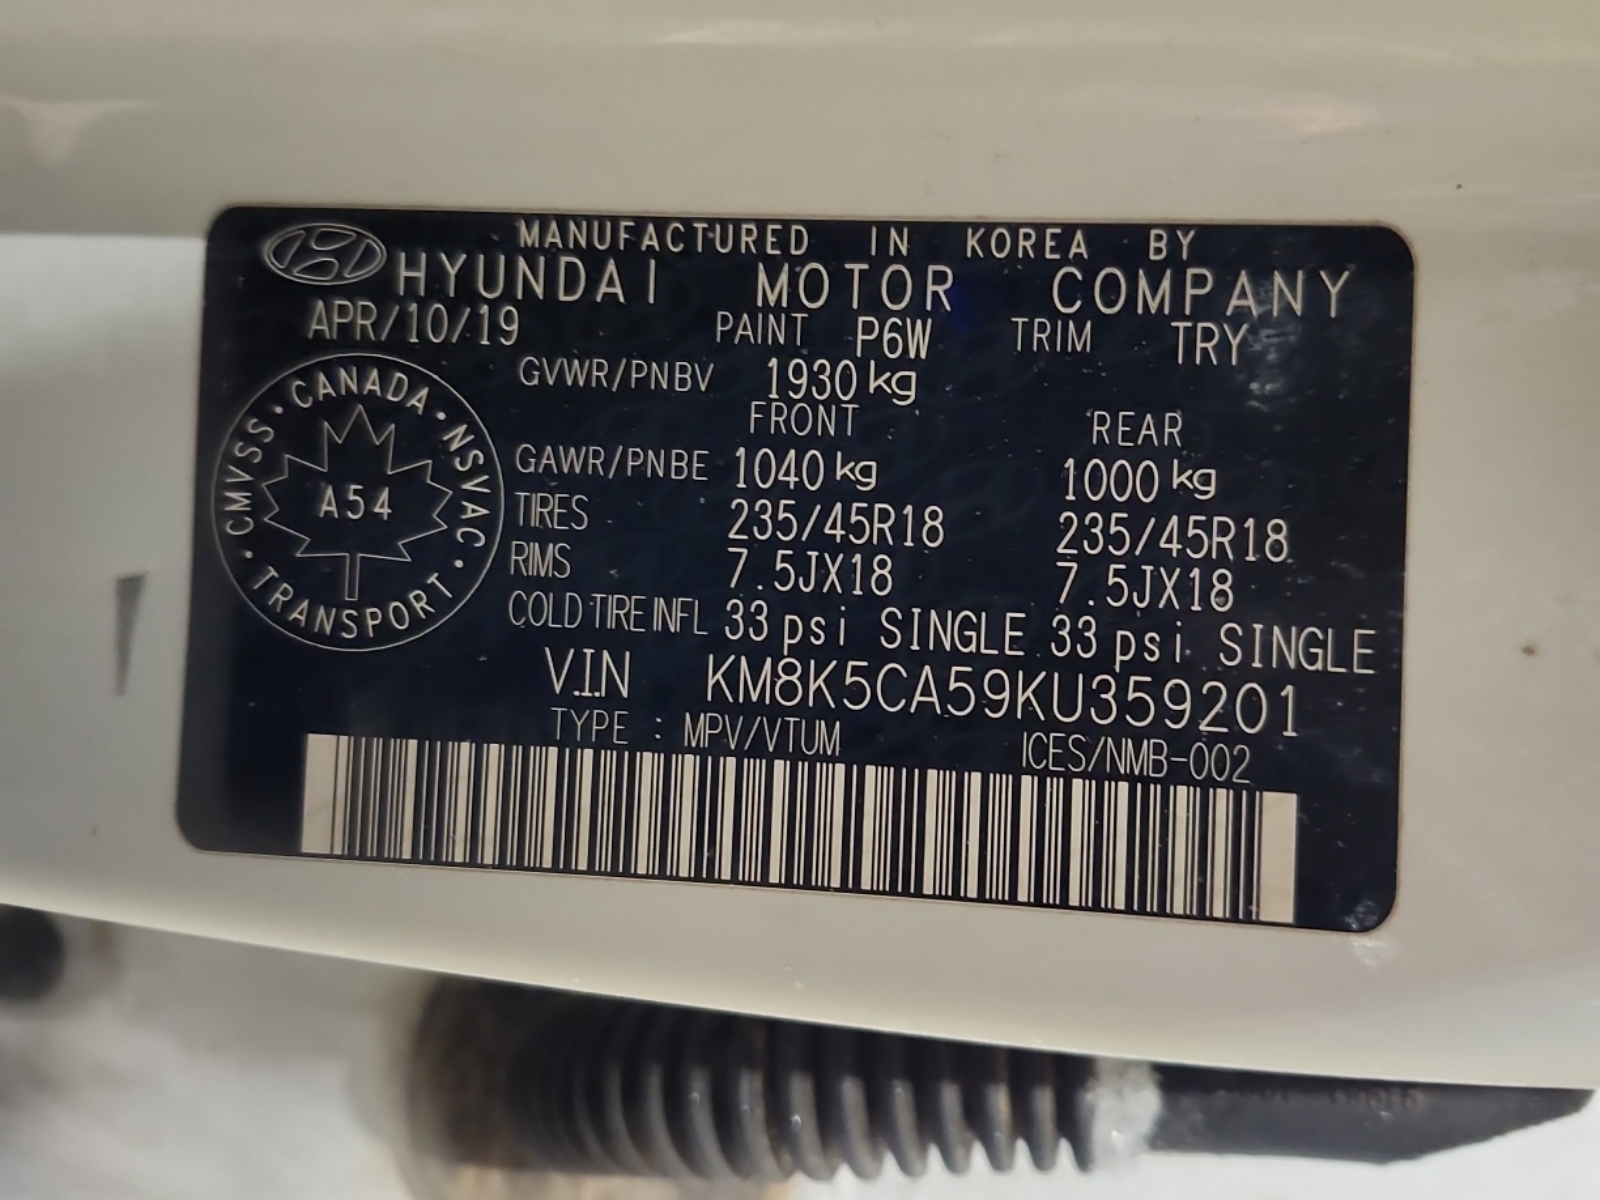 MANUFACTURED IN KOREA BY
HYUNDAI MOTOR COMPANY
APR/10/19 PAINT P6W TRIM TRY
GVWR/PNBV 1930 kg
FRONT REAR
GAWR/PNBE 1040 kg 1000 kg
TIRES 235/45R18 235/45R18
RIMS 7.5JX18 7.5JX18
COLD TIRE INFL 33 psi SINGLE 33 psi SINGLE
V.I.N KM8K5CA59KU359201
TYPE : MPV/VTUM ICES/NMB-002
CANADA · NSVAC · TRANSPORT · CMVSS ·
A54